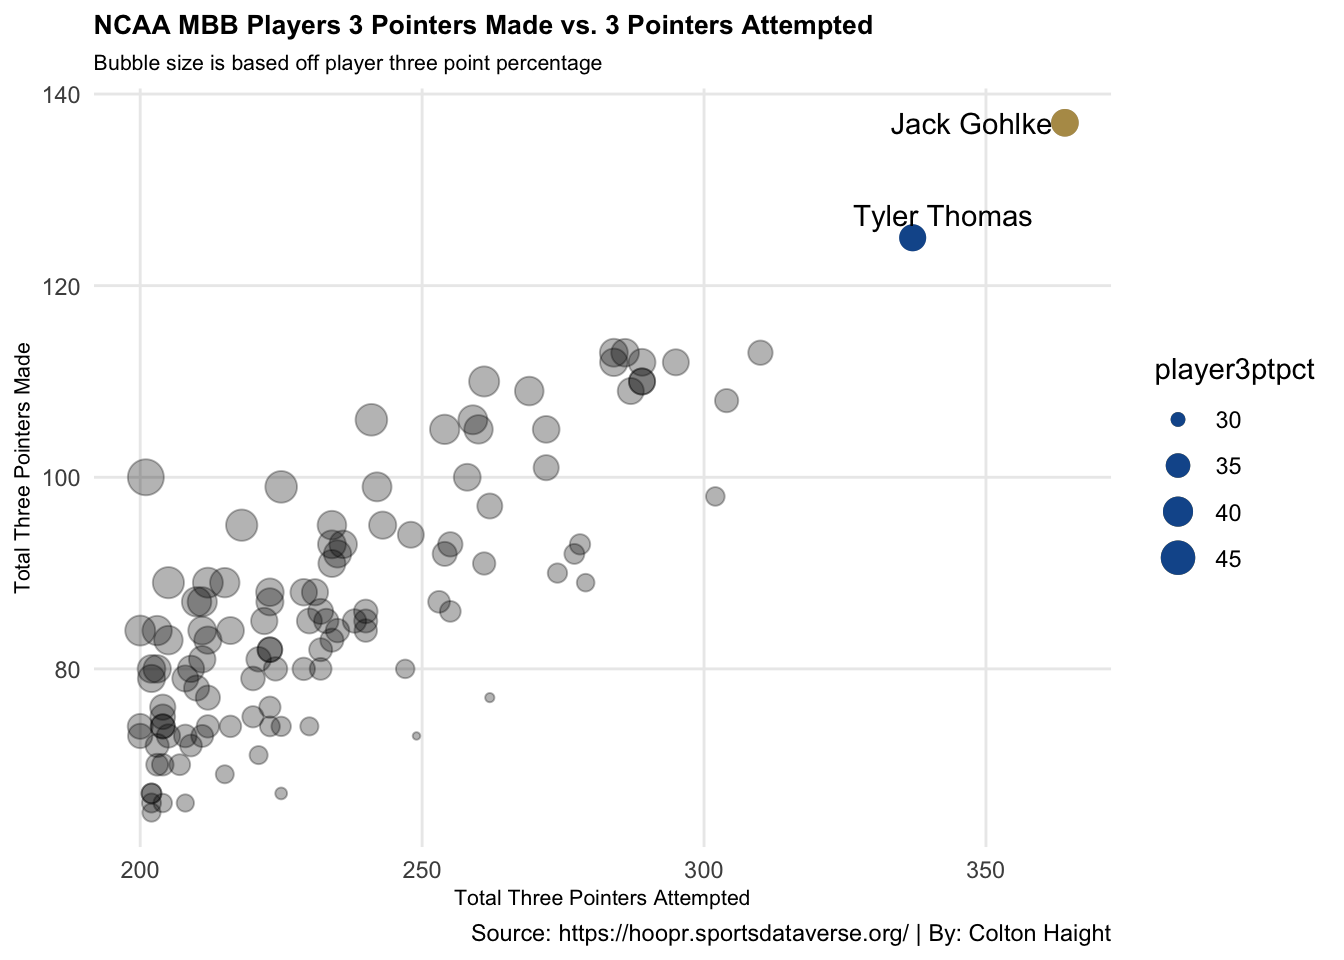 NCAA MBB Players 3 Pointers Made vs. 3 Pointers Attempted
Bubble size is based off player three point percentage
140
120
100
80
Total Three Pointers Made
Jack Gohlke
Tyler Thomas
200
250
300
350
Total Three Pointers Attempted
player3ptpct
30
35
40
45
Source: https://hoopr.sportsdataverse.org/ | By: Colton Haight